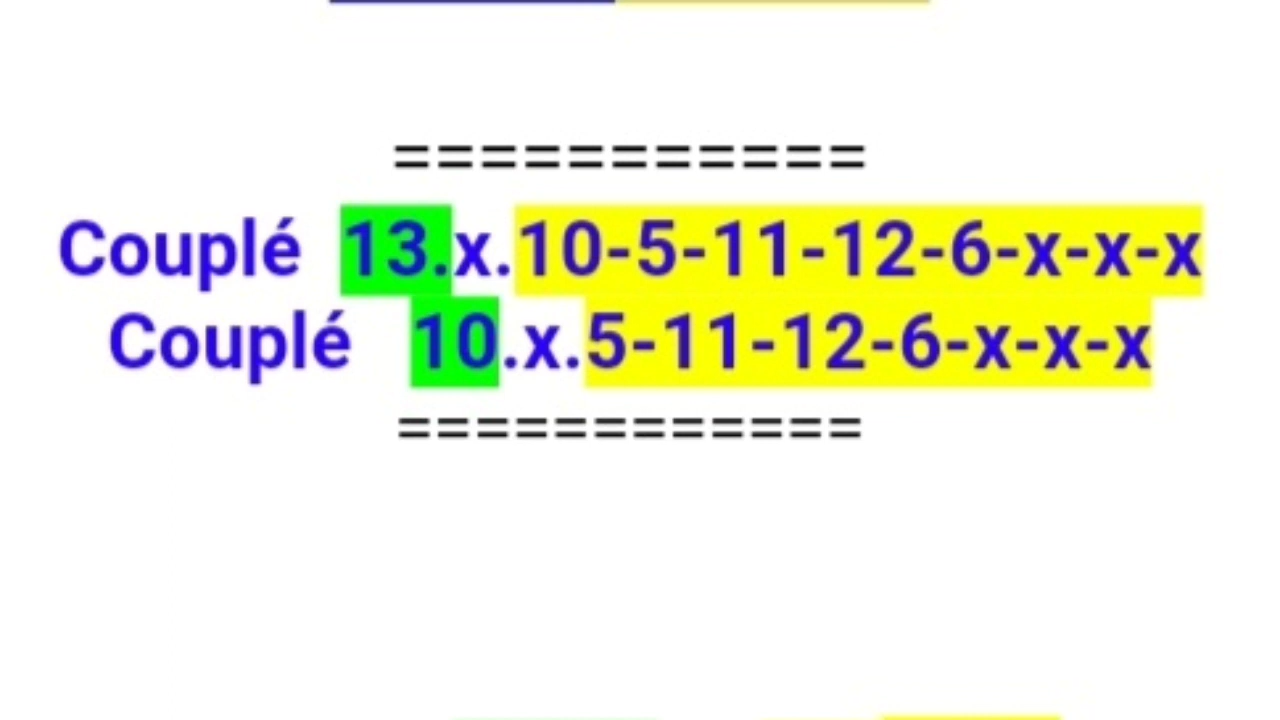 ===========
Couplé 13.x.10-5-11-12-6-x-x-x
Couplé 10.x.5-11-12-6-x-x-x
============